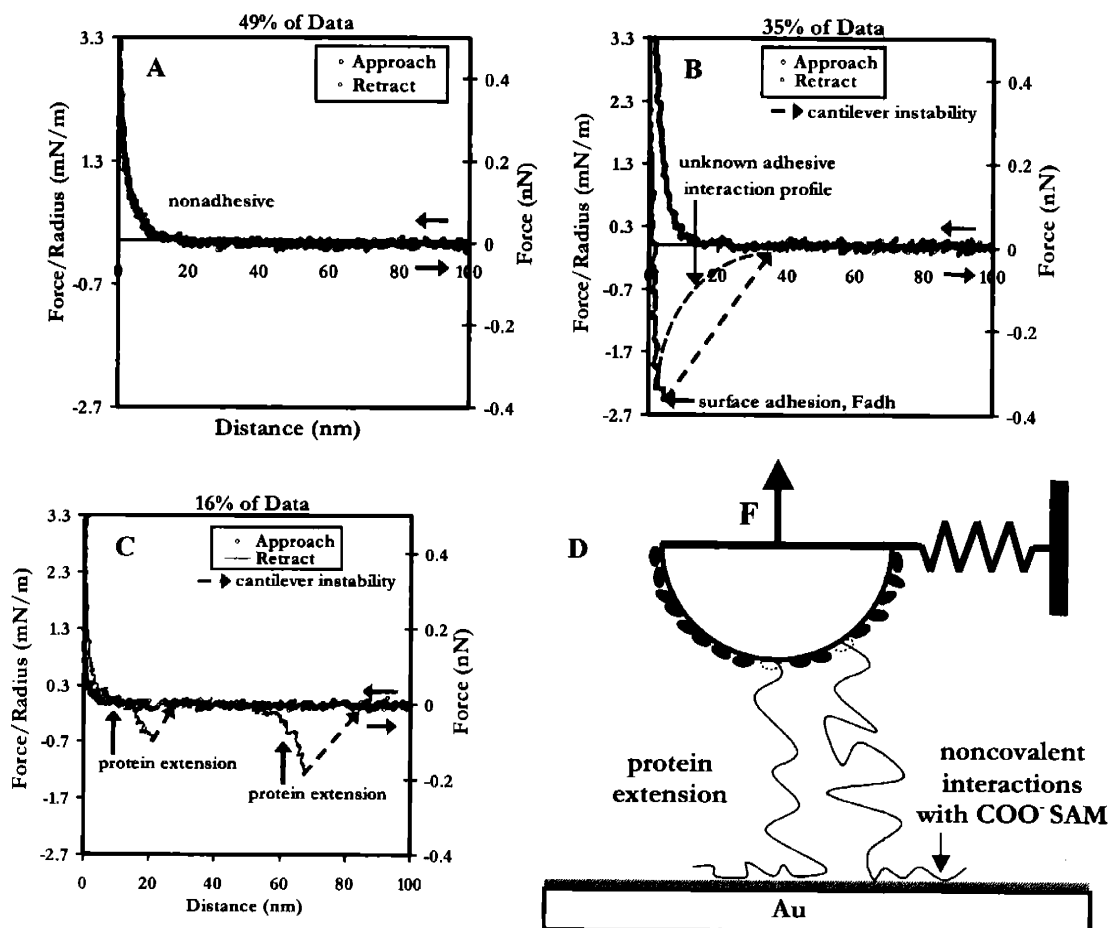 49% of Data
A
3.3
1.3
-0.7
-2.7
Force/Radius (mN/m)
Approach
Retract
nonadhesive
0.4
0.2
0
-0.2
-0.4
Force (nN)
0 20 40 60 80 100
Distance (nm)
35% of Data
B
3.3
2.3
1.3
0.3
-0.7
-1.7
-2.7
Force/Radius (mN/m)
Approach
Retract
cantilever instability
unknown adhesive
interaction profile
0.4
0.2
0
-0.2
-0.4
Force (nN)
0 20 40 60 80 100
surface adhesion, Fadh
16% of Data
C
3.3
2.3
1.3
0.3
-0.7
-1.7
-2.7
Force/Radius (mN/m)
Approach
Retract
cantilever instability
0.4
0.2
0
-0.2
-0.4
Force (nN)
protein extension
protein extension
0 20 40 60 80 100
Distance (nm)
D
F
protein
extension
noncovalent
interactions
with COO⁻ SAM
Au